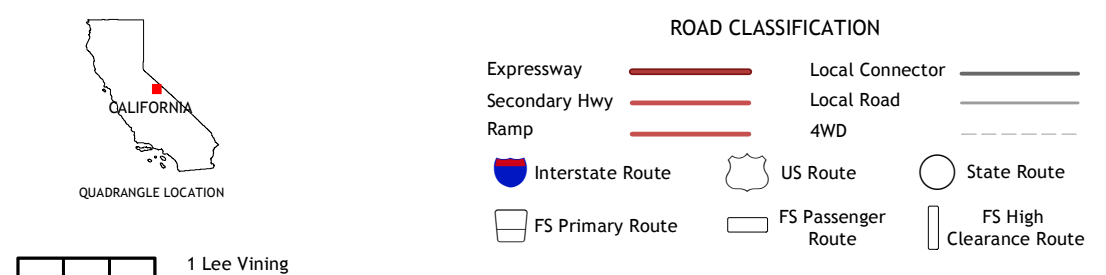 CALIFORNIA
QUADRANGLE LOCATION
1 Lee Vining
ROAD CLASSIFICATION
Expressway
Local Connector
Secondary Hwy
Local Road
Ramp
4WD
Interstate Route
US Route
State Route
FS Primary Route
FS Passenger
Route
FS High
Clearance Route